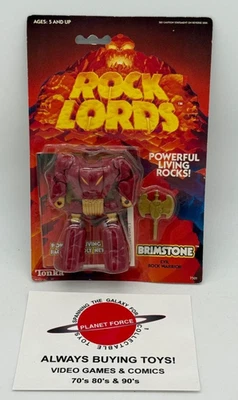 AGES: 5 AND UP
ROCK
LORDS
POWERFUL
LIVING
ROCKS!
BRIMSTONE
EVIL
ROCK WARRIOR
Tonka
SPANNING THE GALAXY FOR
PLANET FORCE
COLLECTABLE TOYS
ALWAYS BUYING TOYS!
VIDEO GAMES & COMICS
70's 80's & 90's